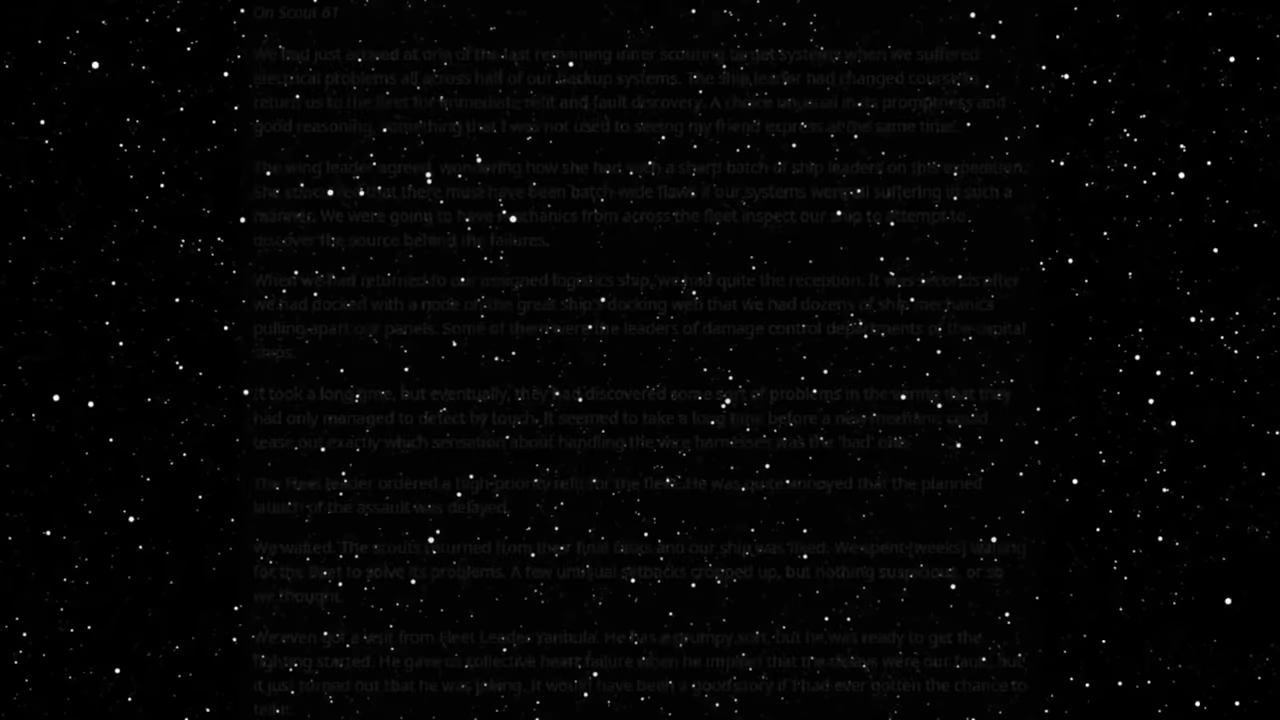 On Scout 61
We had just arrived at one of the last remaining inner scouting target systems when we suffered
electrical problems all across half of our backup systems. The ship leader had changed course to
return us to the fleet for immediate refit and fault discovery. A choice unusual in its promptness and
good reasoning, something that I was not used to seeing my friend express at the same time.
The wing leader agreed, wondering how she had such a sharp batch of ship leaders on this expedition.
She that there must have been batch-wide flaws if our systems were all suffering in such a
manner. We were going to have mechanics from across the fleet inspect our ship to attempt to
discover the source behind the failures.
When we had returned to our assigned logistics ship, we had quite the reception. It was seconds after
we had docked with a node of the great ship's docking web that we had dozens of ship mechanics
pulling apart our panels. Some of them were the leaders of damage control departments of the capital
ships.
It took a long time, but eventually, they had discovered some sort of problems in the wiring that they
had only managed to detect by touch. It seemed to take a long time before a new mechanic could
tease out exactly which sensation about handling the wire harnesses was the 'bad' one.
The Fleet leader ordered a high-priority refit for the fleet. He was quite annoyed that the planned
launch of the assault was delayed.
We waited. The scouts returned from their final and our ship was fixed. We spent [weeks] waiting
for the fleet to solve its problems. A few unusual setbacks cropped up, but nothing suspicious, or so
we thought.
We even got a visit from Fleet Leader Yanhula. He has a grumpy sort, but he was ready to get the
fighting started. He gave us collective heart failure when he implied that the delays were our fault, but
it just turned out that he was joking. It would have been a good story if I had ever gotten the chance to
tell it.